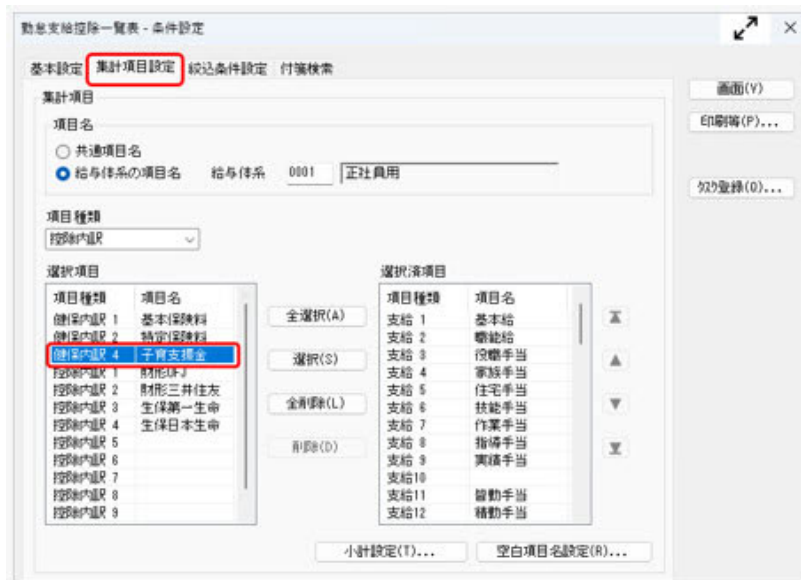 勤怠支給控除一覧表 - 条件設定
基本設定 集計項目設定 絞込条件設定 付箋検索
画面(V)
集計項目
印刷等(P)...
項目名
共通項目名
給与体系の項目名 給与体系 0001 正社員用
タスク登録(O)...
項目種類
控除内訳
選択項目
項目種類 項目名
健保内訳 1 基本保険料
健保内訳 2 特定保険料
健保内訳 4 子育支援金
控除内訳 1 財形UFJ
控除内訳 2 財形三井住友
控除内訳 3 生保第一生命
控除内訳 4 生保日本生命
控除内訳 5
控除内訳 6
控除内訳 7
控除内訳 8
控除内訳 9
全選択(A)
選択(S)
全削除(L)
削除(D)
選択済項目
項目種類 項目名
支給 1 基本給
支給 2 職能給
支給 3 役職手当
支給 4 家族手当
支給 5 住宅手当
支給 6 技能手当
支給 7 作業手当
支給 8 指導手当
支給 9 実績手当
支給10
支給11 皆勤手当
支給12 精勤手当
小計設定(T)... 空白項目名設定(R)...